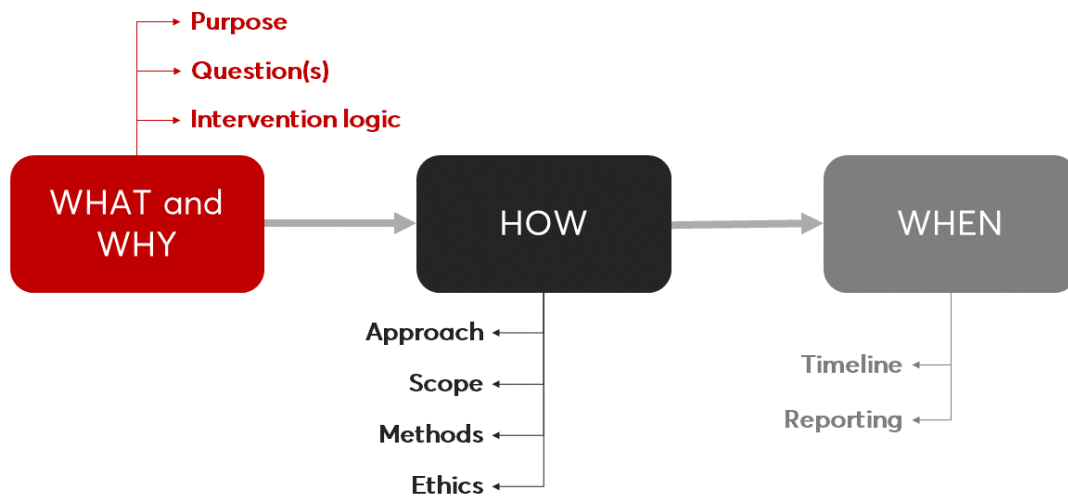 Purpose
Question(s)
Intervention logic
WHAT and
WHY
HOW
WHEN
Approach
Scope
Methods
Ethics
Timeline
Reporting